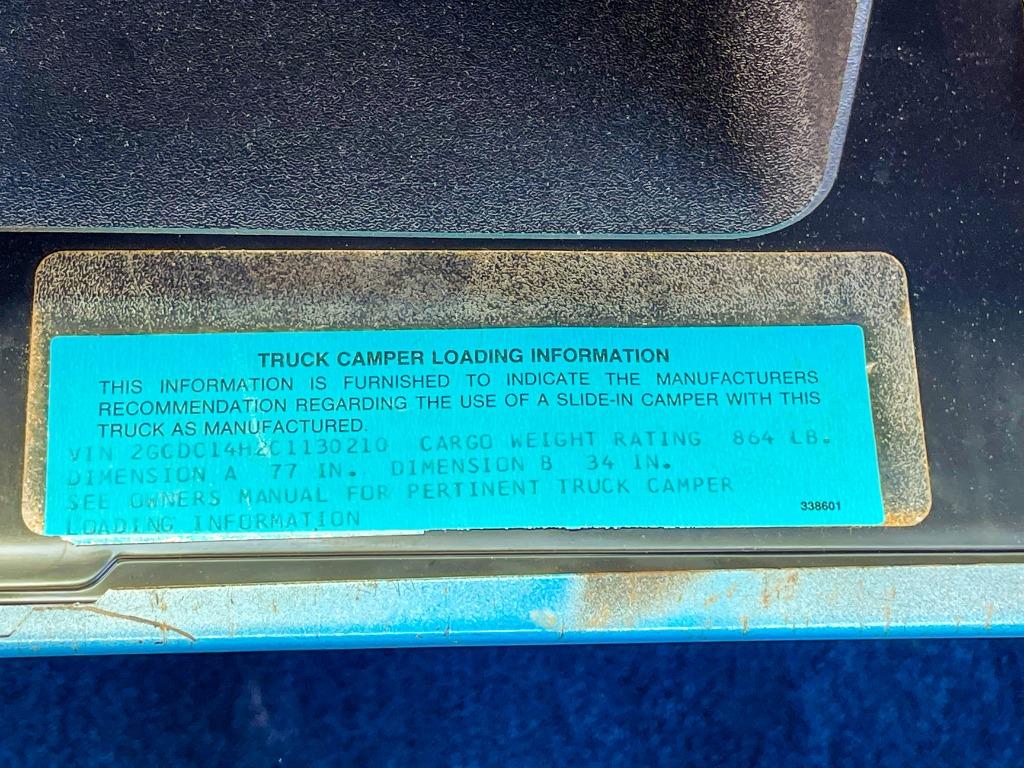 TRUCK CAMPER LOADING INFORMATION
THIS INFORMATION IS FURNISHED TO INDICATE THE MANUFACTURERS
RECOMMENDATION REGARDING THE USE OF A SLIDE-IN CAMPER WITH THIS
TRUCK AS MANUFACTURED.
VIN 2GCDC14H2C1130210 CARGO WEIGHT RATING 864 LB.
DIMENSION A 77 IN. DIMENSION B 34 IN.
SEE OWNERS MANUAL FOR PERTINENT TRUCK CAMPER
LOADING INFORMATION
338601